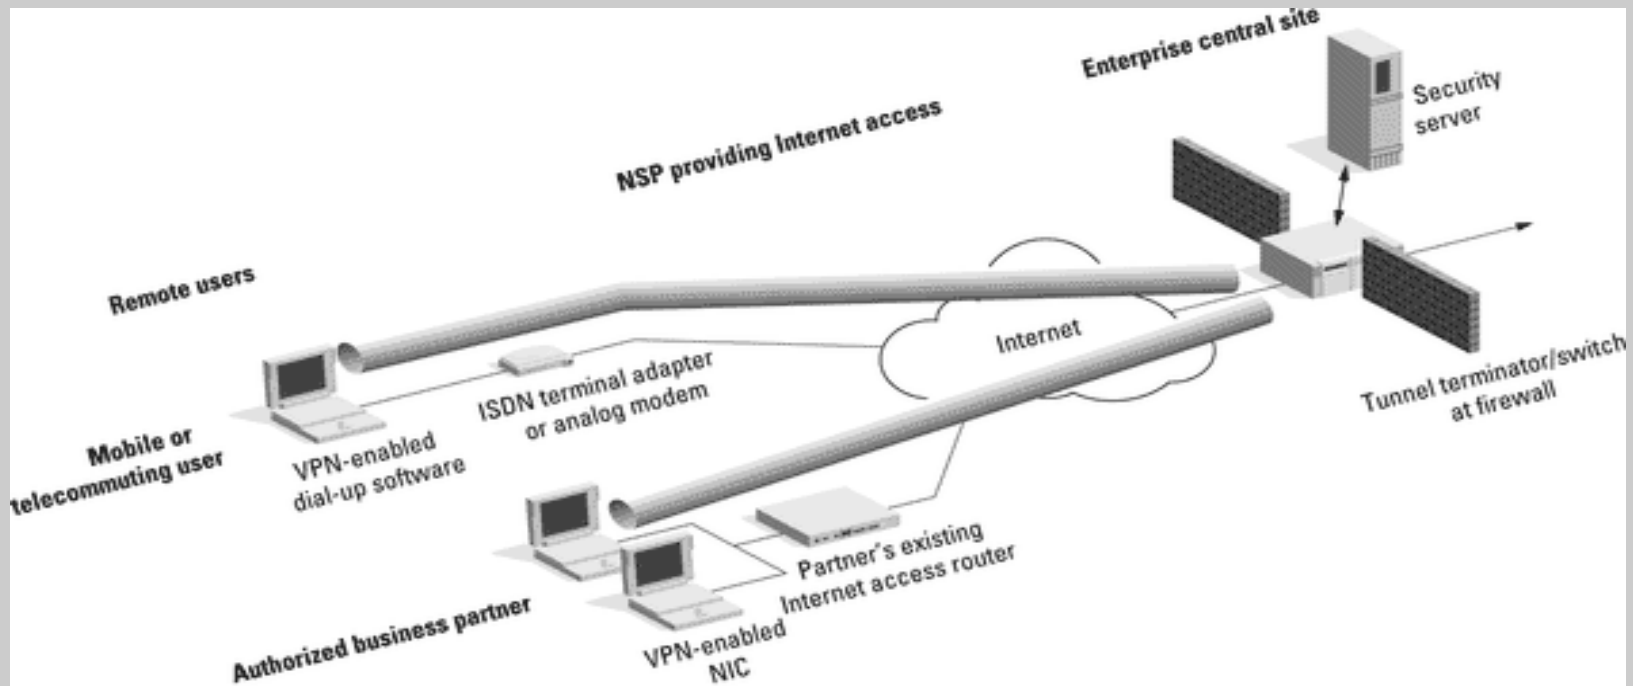 Enterprise central site
Security
server
NSP providing Internet access
Remote users
Internet
Tunnel terminator/switch
at firewall
ISDN terminal adapter
or analog modem
Mobile or
telecommuting user
VPN-enabled
dial-up software
Partner's existing
Internet access router
Authorized business partner
VPN-enabled
NIC